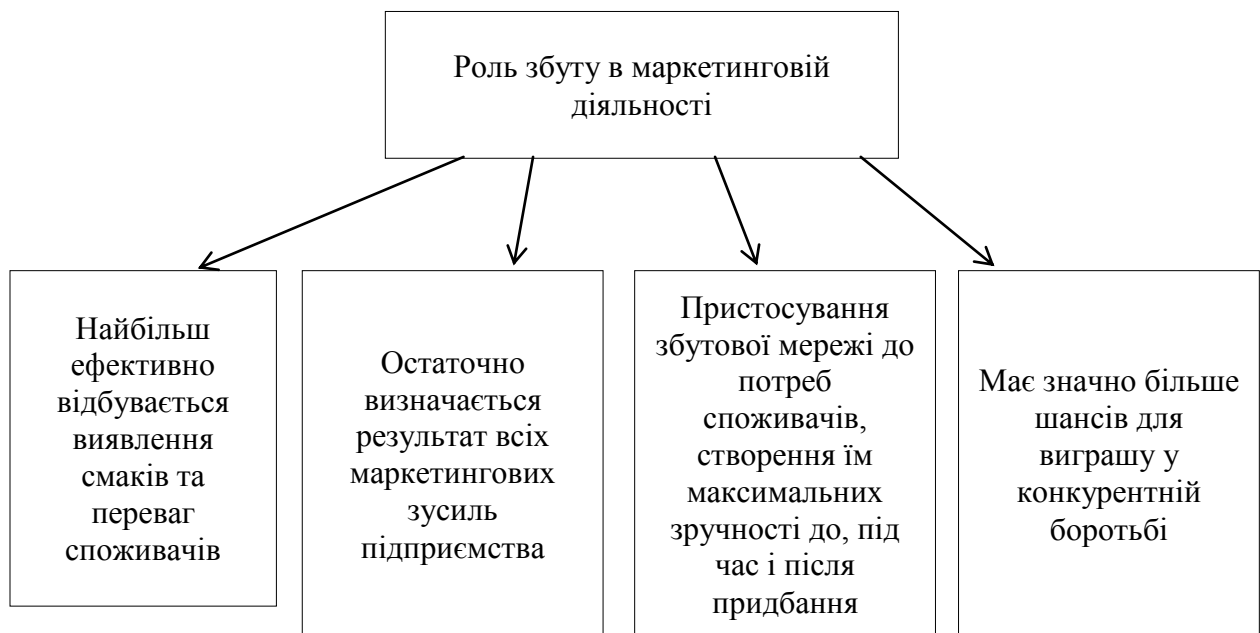 Роль збуту в маркетинговій
діяльності
Найбільш
ефективно
відбувається
виявлення
смаків та
переваг
споживачів
Остаточно
визначається
результат всіх
маркетингових
зусиль
підприємства
Пристосування
збутової мережі до
потреб
споживачів,
створення їм
максимальних
зручності до, під
час і після
придбання
Має значно більше
шансів для
виграшу у
конкурентній
боротьбі